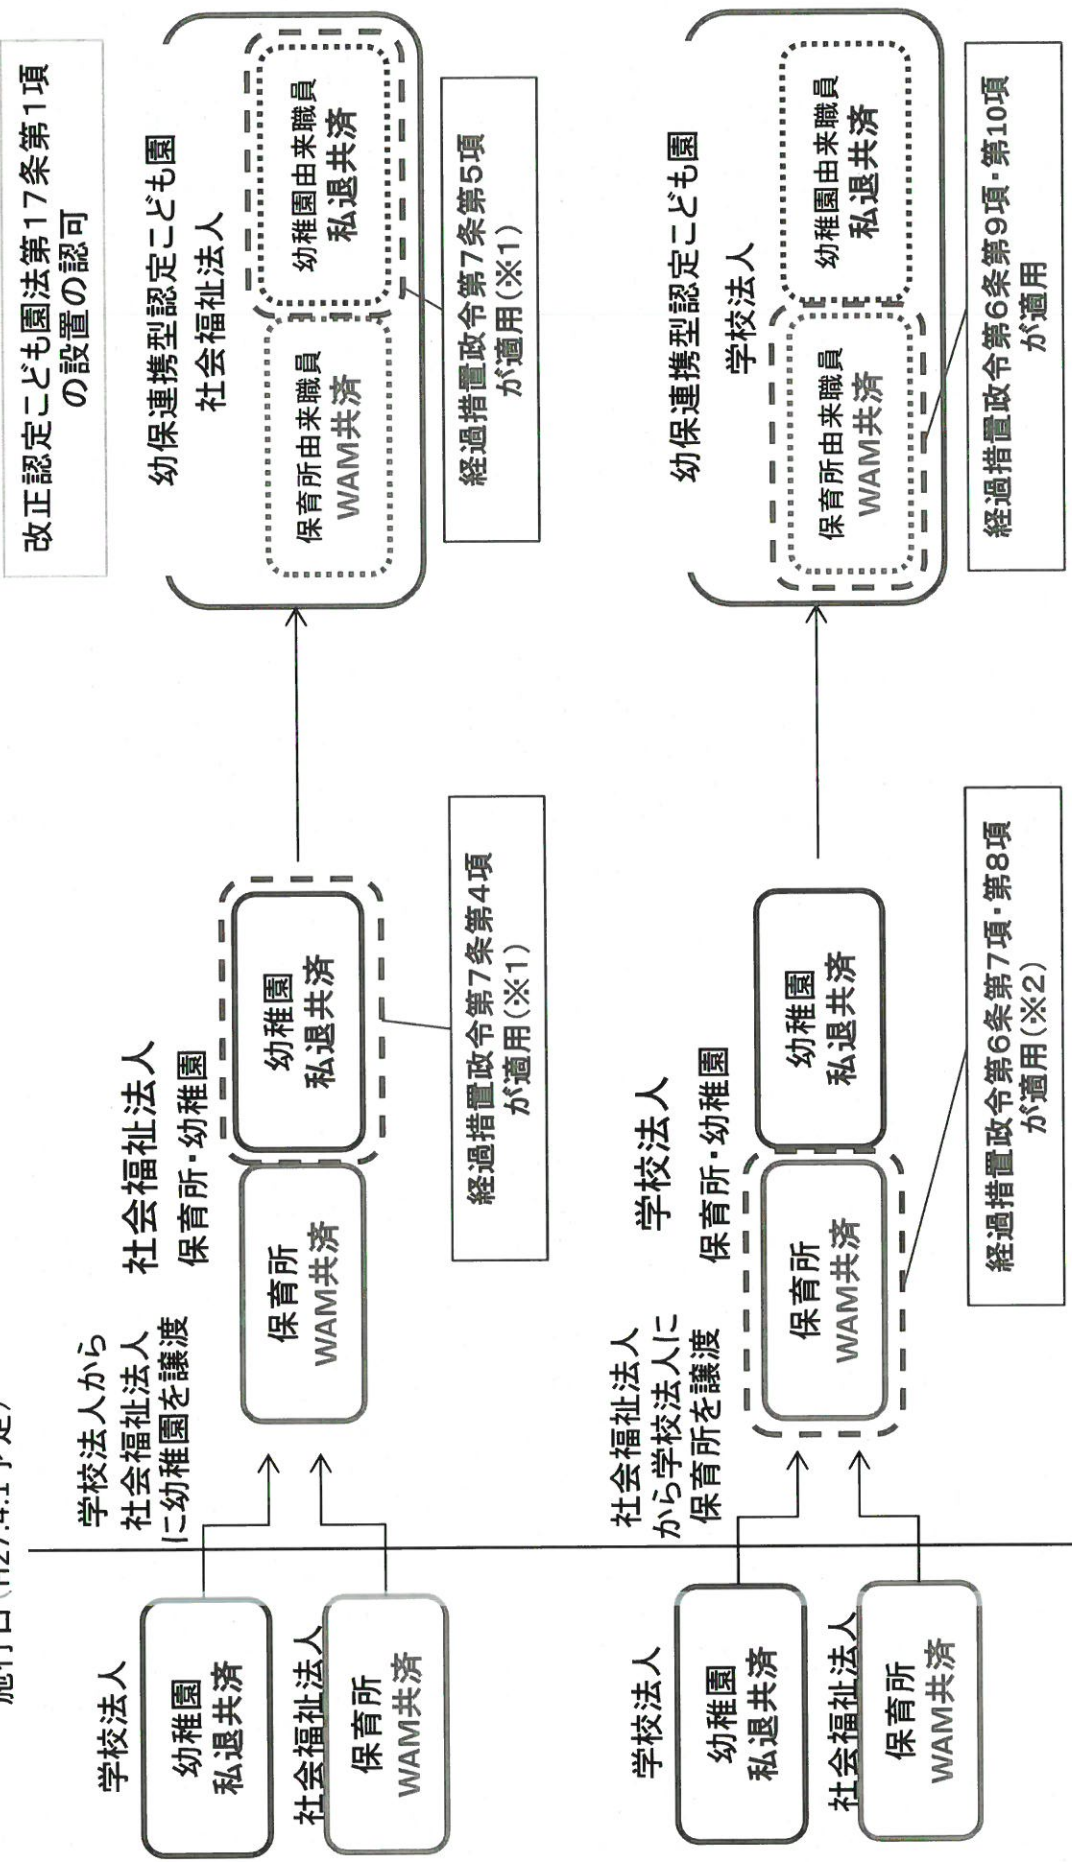 施行日(H27.4.1予定)
改正認定こども園法第17条第1項
の設置の認可
学校法人
幼稚園
私退共済
社会福祉法人
保育所
WAM共済
学校法人から
社会福祉法人
に幼稚園を譲渡
社会福祉法人
保育所・幼稚園
保育所
WAM共済
幼稚園
私退共済
経過措置政令第7条第4項
が適用(※1)
幼保連携型認定こども園
社会福祉法人
保育所由来職員
WAM共済
幼稚園由来職員
私退共済
経過措置政令第7条第5項
が適用(※1)
学校法人
幼稚園
私退共済
社会福祉法人
保育所
WAM共済
社会福祉法人
から学校法人に
保育所を譲渡
学校法人
保育所・幼稚園
保育所
WAM共済
幼稚園
私退共済
経過措置政令第6条第7項・第8項
が適用(※2)
幼保連携型認定こども園
学校法人
保育所由来職員
WAM共済
幼稚園由来職員
私退共済
経過措置政令第6条第9項・第10項
が適用